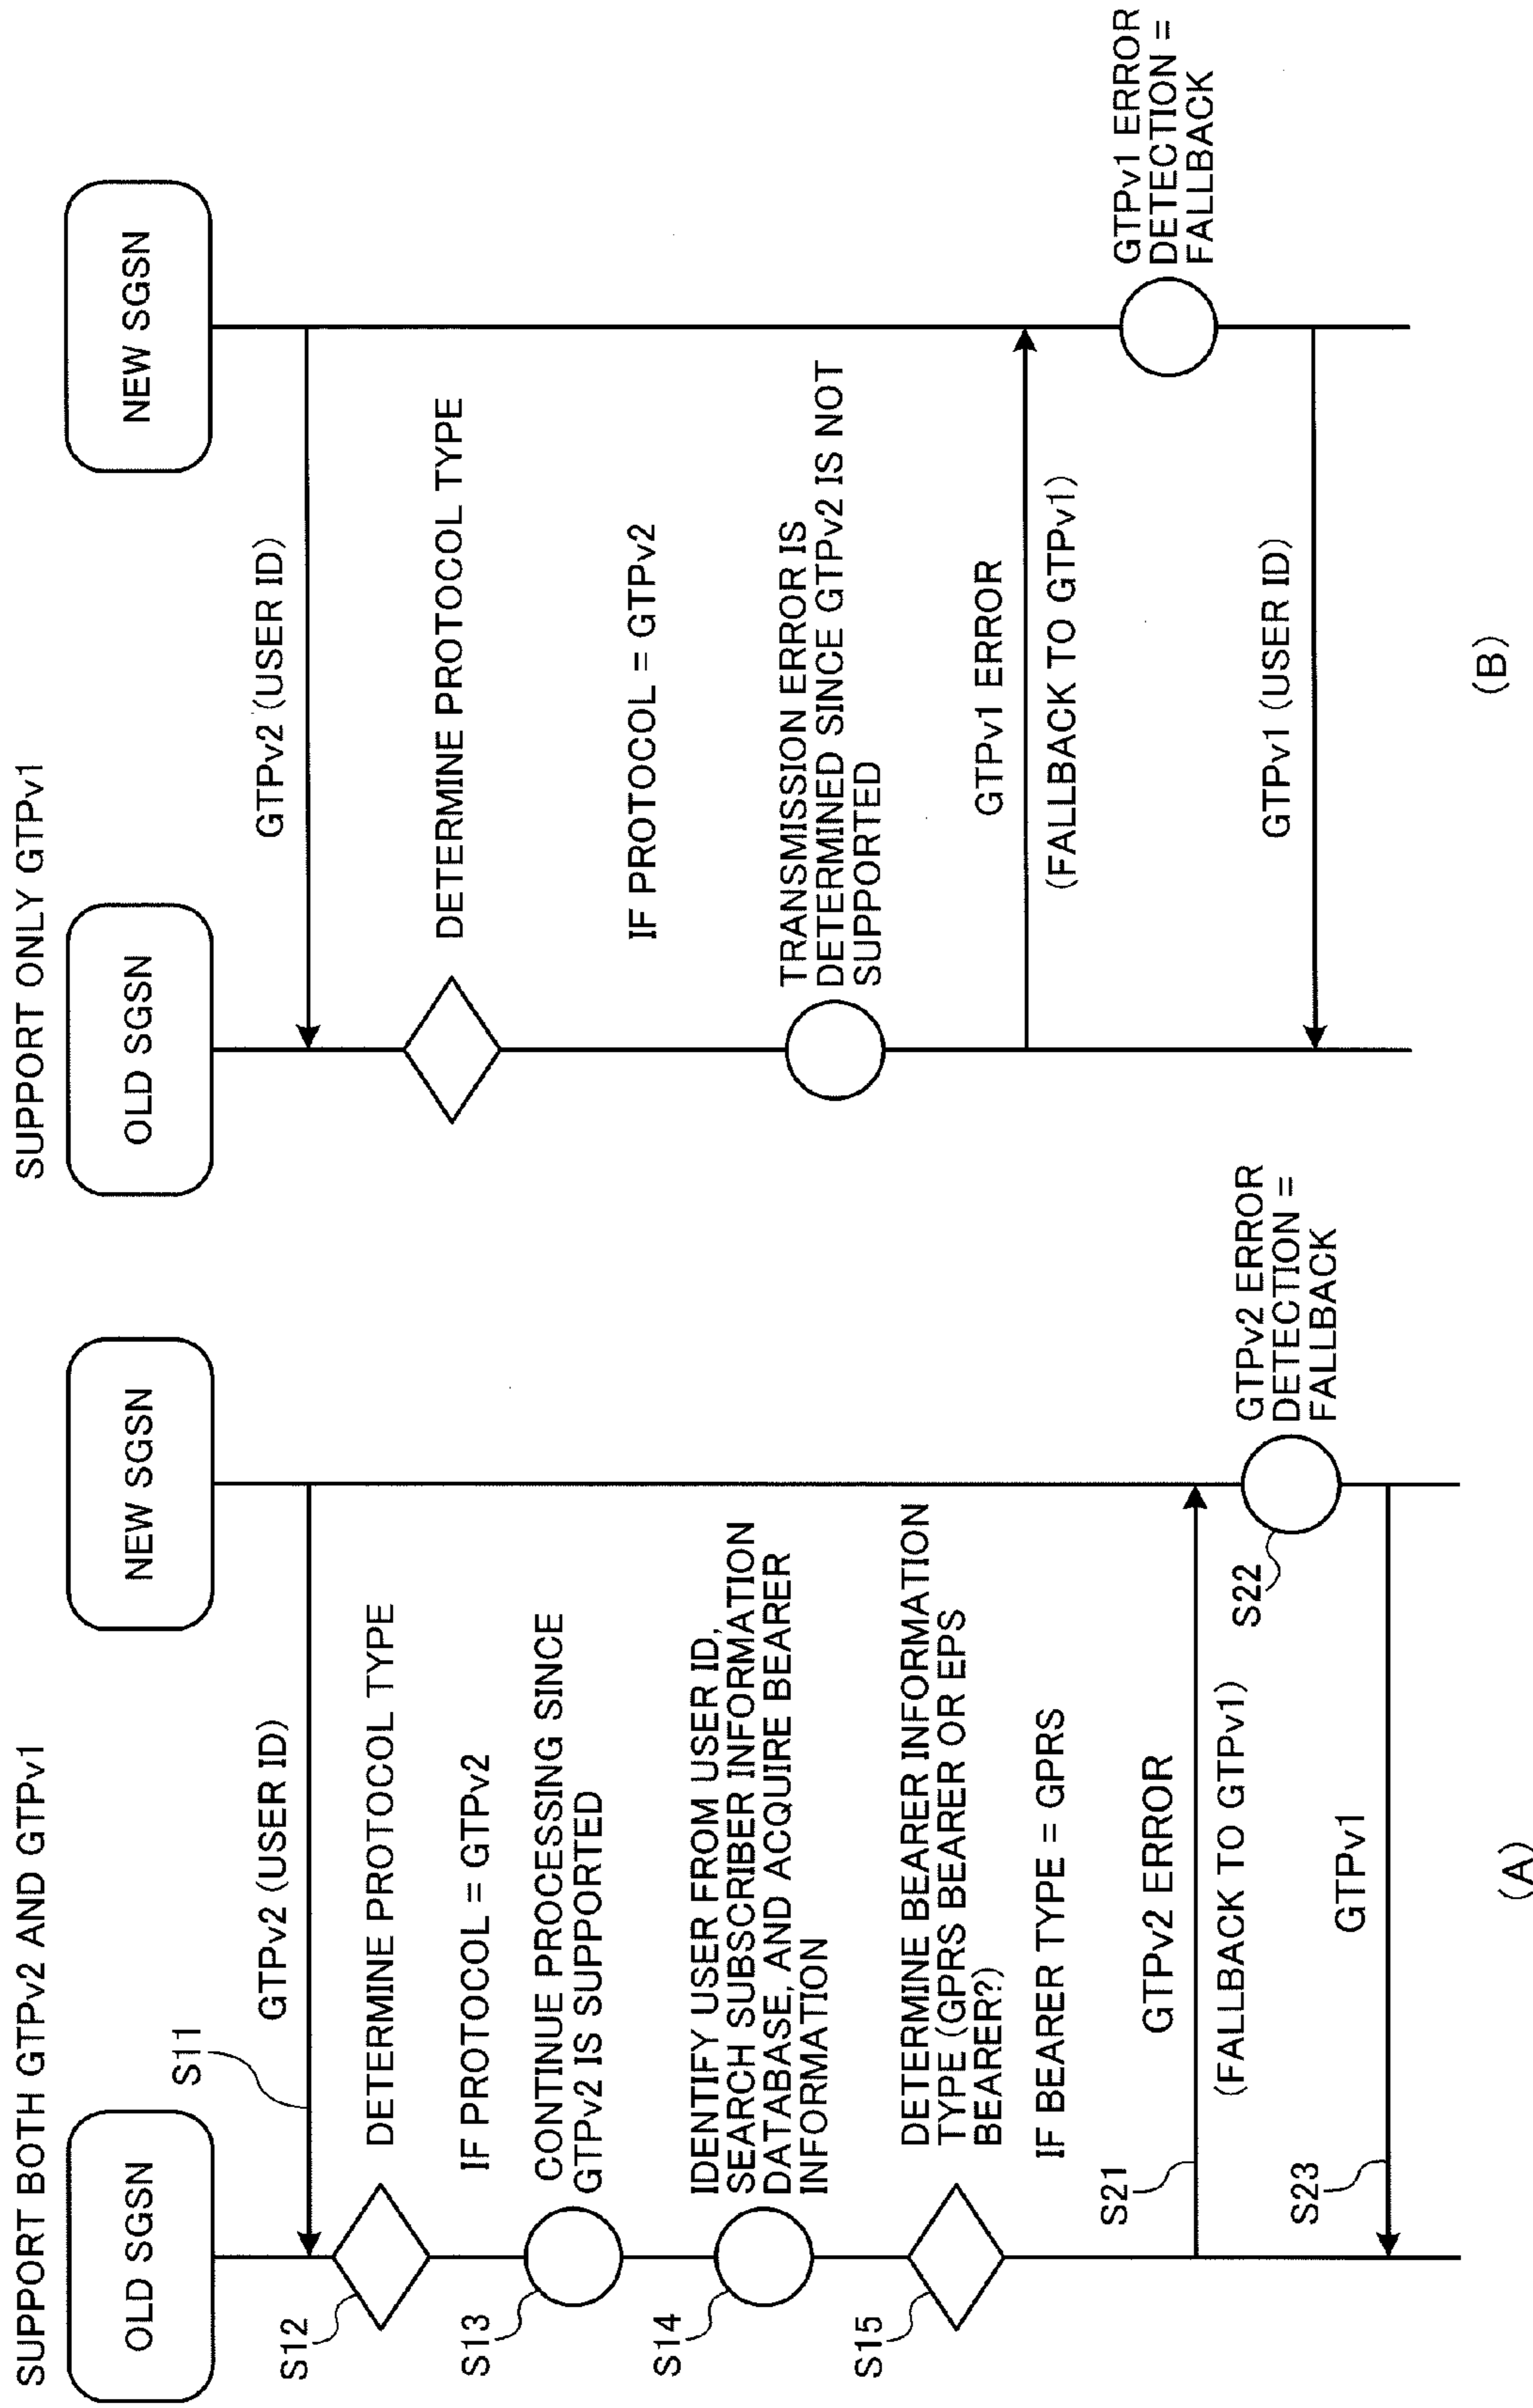 SUPPORT BOTH GTPv2 AND GTPv1
OLD SGSN
NEW SGSN
S11
GTPv2 (USER ID)
S12
DETERMINE PROTOCOL TYPE
IF PROTOCOL = GTPv2
S13
CONTINUE PROCESSING SINCE
GTPv2 IS SUPPORTED
S14
IDENTIFY USER FROM USER ID,
SEARCH SUBSCRIBER INFORMATION
DATABASE, AND ACQUIRE BEARER
INFORMATION
S15
DETERMINE BEARER INFORMATION
TYPE (GPRS BEARER OR EPS
BEARER?)
IF BEARER TYPE = GPRS
S21
GTPv2 ERROR
(FALLBACK TO GTPv1)
S22
GTPv2 ERROR
DETECTION =
FALLBACK
S23
GTPv1
(A)
SUPPORT ONLY GTPv1
OLD SGSN
NEW SGSN
GTPv2 (USER ID)
DETERMINE PROTOCOL TYPE
IF PROTOCOL = GTPv2
TRANSMISSION ERROR IS
DETERMINED SINCE GTPv2 IS NOT
SUPPORTED
GTPv1 ERROR
(FALLBACK TO GTPv1)
GTPv1 ERROR
DETECTION =
FALLBACK
GTPv1 (USER ID)
(B)